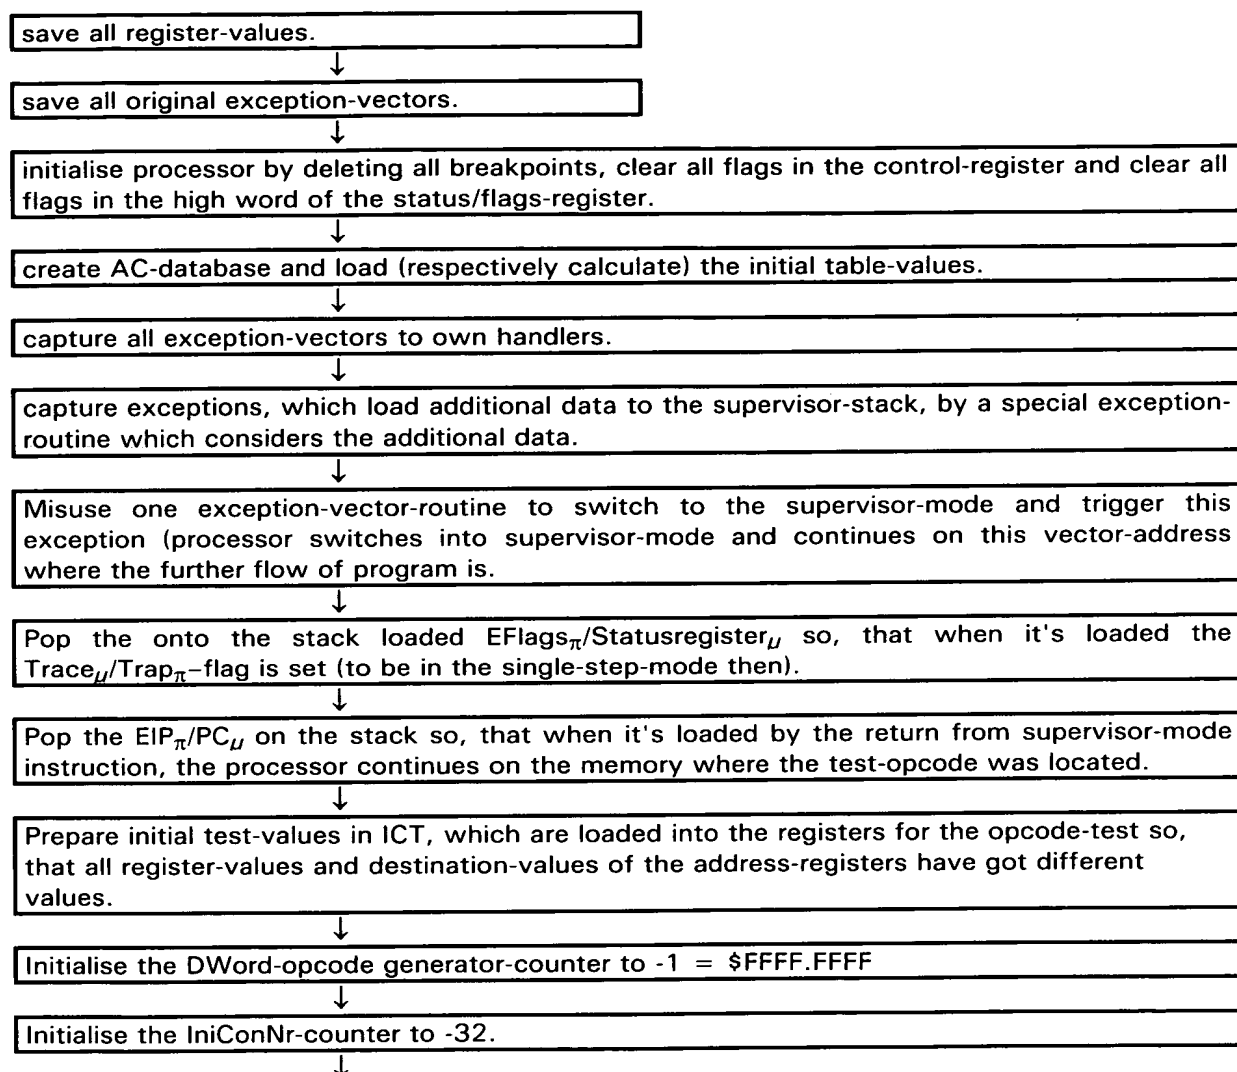 save all register-values.
↓
save all original exception-vectors.
↓
initialise processor by deleting all breakpoints, clear all flags in the control-register and clear all
flags in the high word of the status/flags-register.
↓
create AC-database and load (respectively calculate) the initial table-values.
↓
capture all exception-vectors to own handlers.
↓
capture exceptions, which load additional data to the supervisor-stack, by a special exception-
routine which considers the additional data.
↓
Misuse one exception-vector-routine to switch to the supervisor-mode and trigger this
exception (processor switches into supervisor-mode and continues on this vector-address
where the further flow of program is.
↓
Pop the onto the stack loaded EFlagsπ/Statusregisterμ so, that when it's loaded the
Traceμ/Trapπ–flag is set (to be in the single-step-mode then).
↓
Pop the EIPπ/PCμ on the stack so, that when it's loaded by the return from supervisor-mode
instruction, the processor continues on the memory where the test-opcode was located.
↓
Prepare initial test-values in ICT, which are loaded into the registers for the opcode-test so,
that all register-values and destination-values of the address-registers have got different
values.
↓
Initialise the DWord-opcode generator-counter to -1 = $FFFF.FFFF
↓
Initialise the IniConNr-counter to -32.
↓